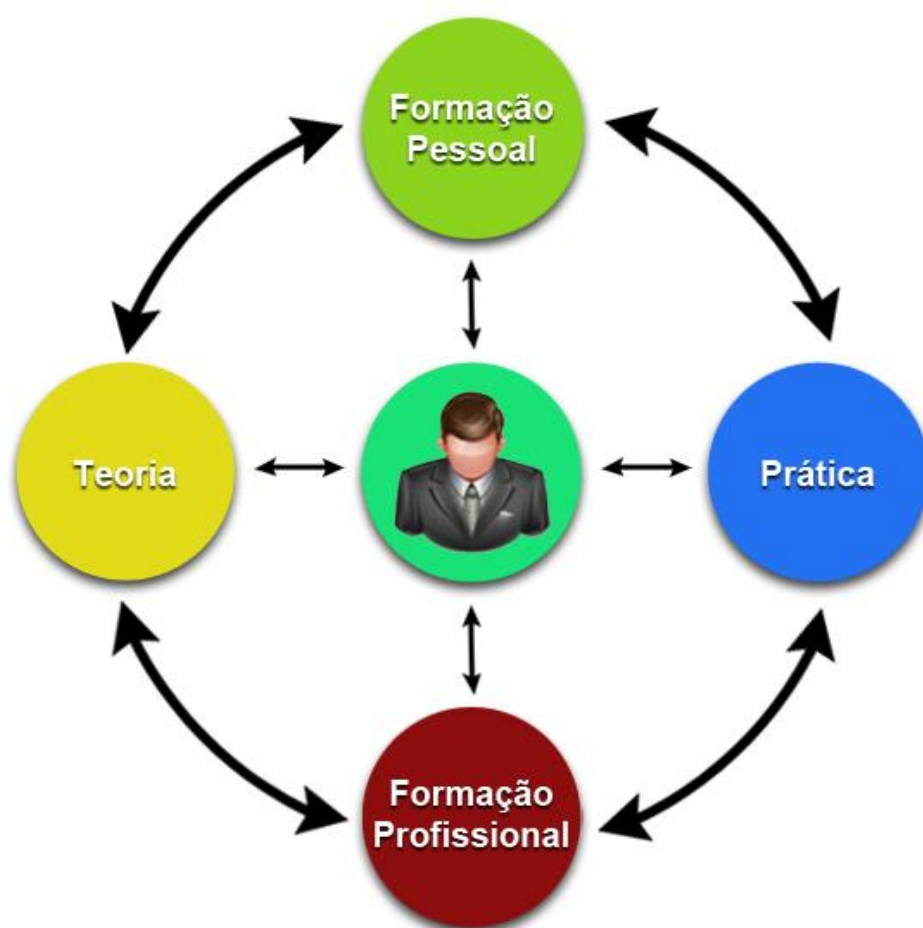 Formação
Pessoal
Teoria
Prática
Formação
Profissional